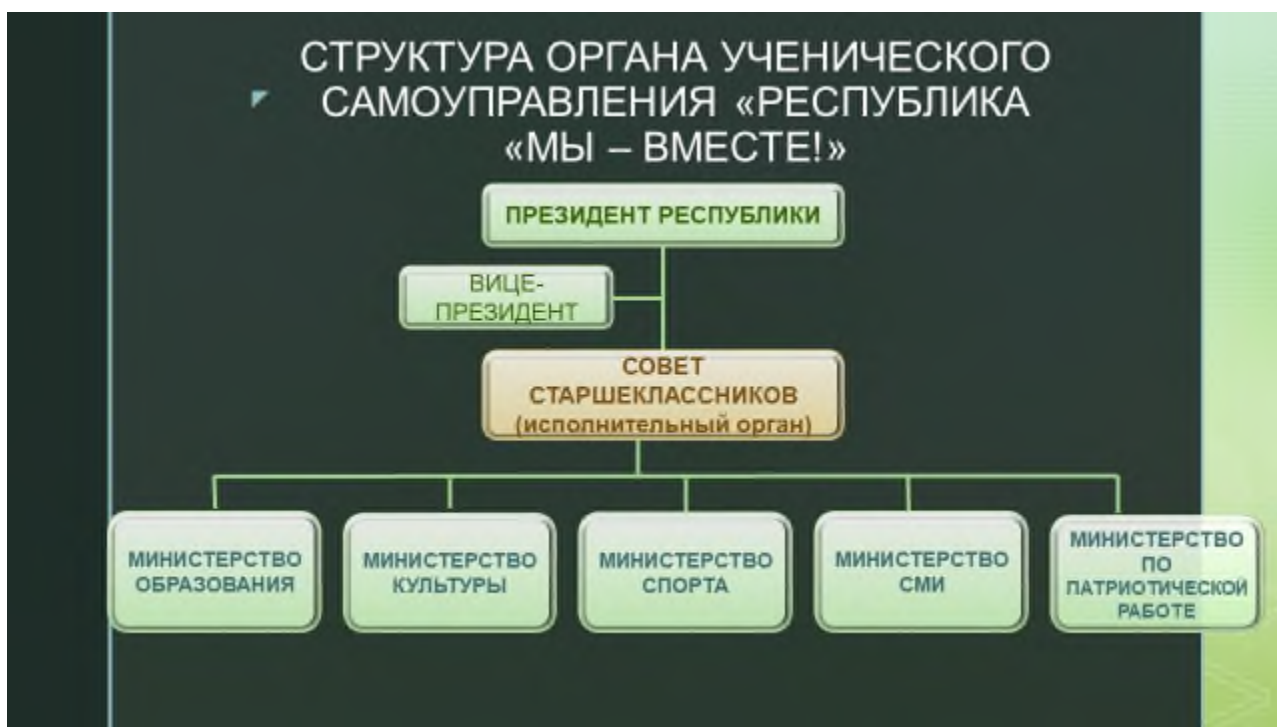 СТРУКТУРА ОРГАНА УЧЕНИЧЕСКОГО
САМОУПРАВЛЕНИЯ «РЕСПУБЛИКА
«МЫ – ВМЕСТЕ!»
ПРЕЗИДЕНТ РЕСПУБЛИКИ
ВИЦЕ-
ПРЕЗИДЕНТ
СОВЕТ
СТАРШЕКЛАССНИКОВ
(исполнительный орган)
МИНИСТЕРСТВО
ОБРАЗОВАНИЯ
МИНИСТЕРСТВО
КУЛЬТУРЫ
МИНИСТЕРСТВО
СПОРТА
МИНИСТЕРСТВО
СМИ
МИНИСТЕРСТВО
ПО
ПАТРИОТИЧЕСКОЙ
РАБОТЕ